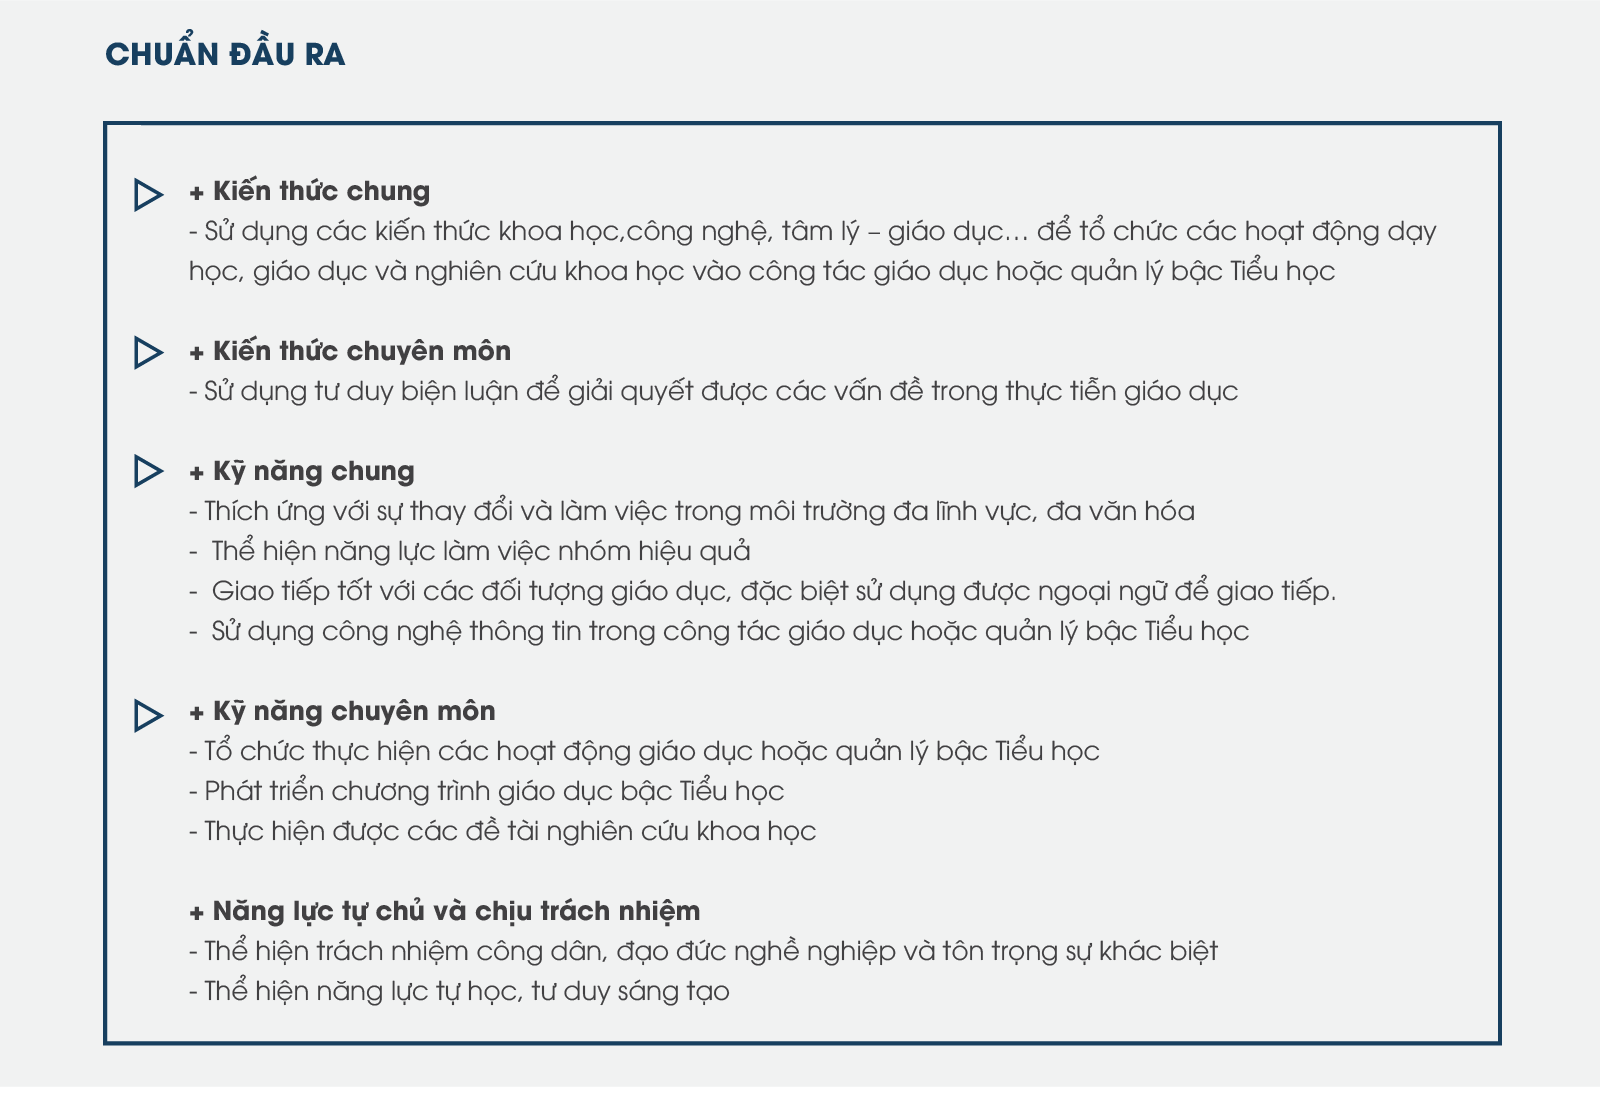 CHUẨN ĐẦU RA
+ Kiến thức chung
- Sử dụng các kiến thức khoa học,công nghệ, tâm lý – giáo dục... để tổ chức các hoạt động dạy
học, giáo dục và nghiên cứu khoa học vào công tác giáo dục hoặc quản lý bậc Tiểu học
+ Kiến thức chuyên môn
- Sử dụng tư duy biện luận để giải quyết được các vấn đề trong thực tiễn giáo dục
+ Kỹ năng chung
- Thích ứng với sự thay đổi và làm việc trong môi trường đa lĩnh vực, đa văn hóa
-  Thể hiện năng lực làm việc nhóm hiệu quả
-  Giao tiếp tốt với các đối tượng giáo dục, đặc biệt sử dụng được ngoại ngữ để giao tiếp.
-  Sử dụng công nghệ thông tin trong công tác giáo dục hoặc quản lý bậc Tiểu học
+ Kỹ năng chuyên môn
- Tổ chức thực hiện các hoạt động giáo dục hoặc quản lý bậc Tiểu học
- Phát triển chương trình giáo dục bậc Tiểu học
- Thực hiện được các đề tài nghiên cứu khoa học
+ Năng lực tự chủ và chịu trách nhiệm
- Thể hiện trách nhiệm công dân, đạo đức nghề nghiệp và tôn trọng sự khác biệt
- Thể hiện năng lực tự học, tư duy sáng tạo